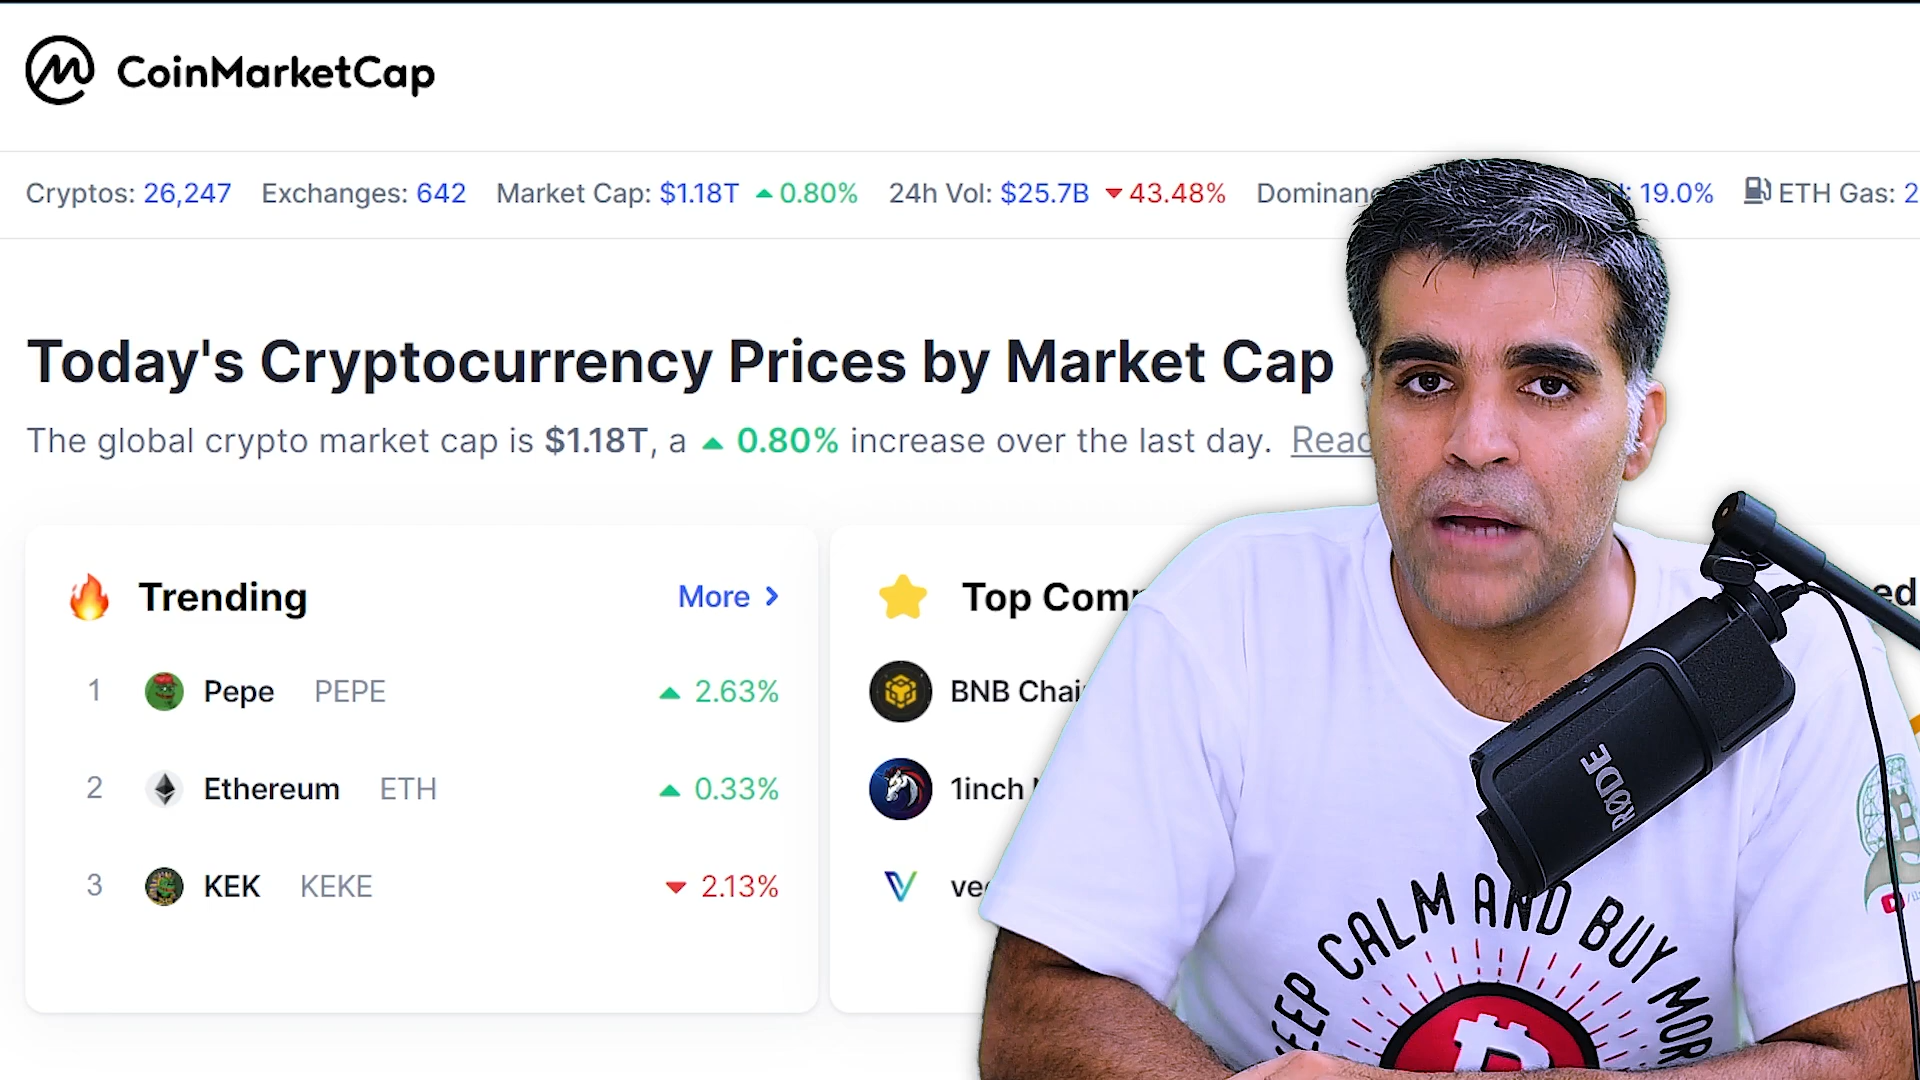 CoinMarketCap
Cryptos: 26,247 Exchanges: 642 Market Cap: $1.18T 0.80% 24h Vol: $25.7B 43.48% 19.0% ETH Gas:
Today's Cryptocurrency Prices by Market Cap
The global crypto market cap is $1.18T, a 0.80% increase over the last day. Read
Trending More
Top
1 Pepe PEPE 2.63%
2 Ethereum ETH 0.33%
3 KEK KEKE 2.13%
BNB
1inch
RØDE
CALM AND BUY